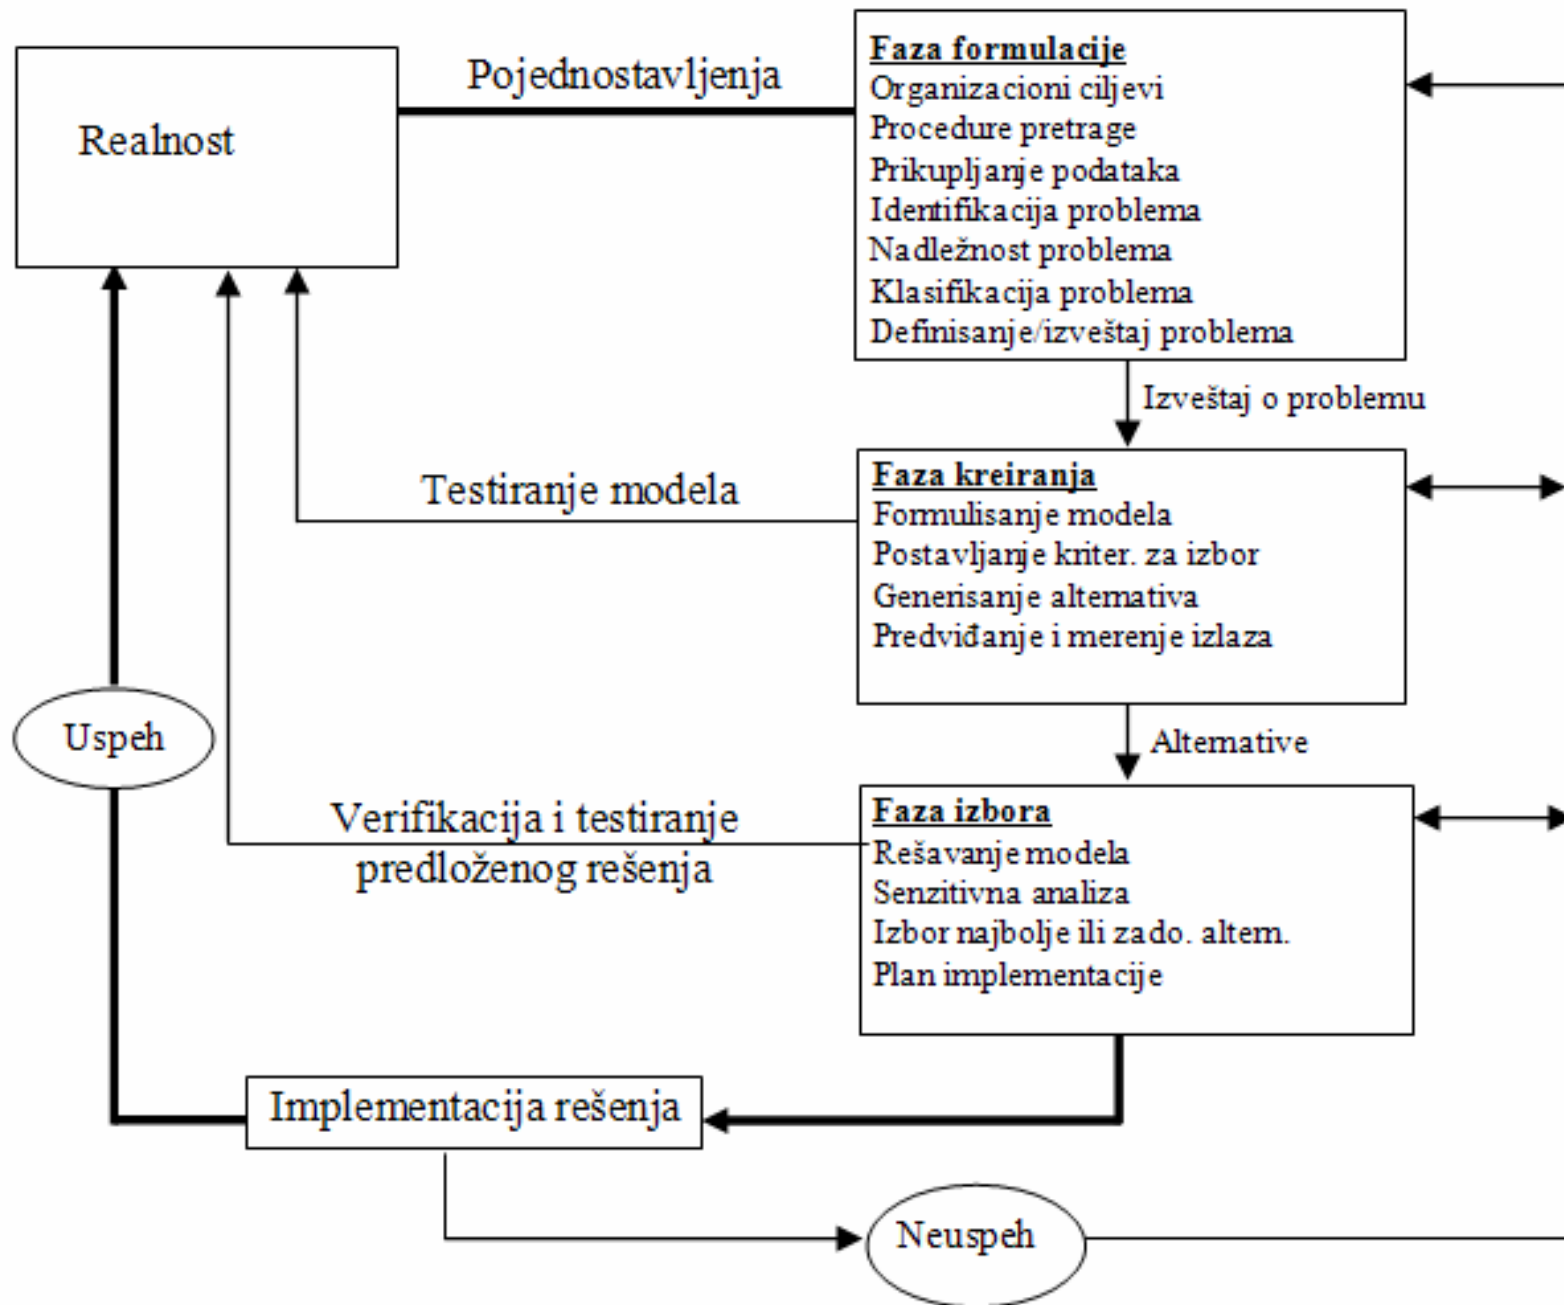 Realnost
Pojednostavljenja
Faza formulacije
Organizacioni ciljevi
Procedure pretrage
Prikupljanje podataka
Identifikacija problema
Nadležnost problema
Klasifikacija problema
Definisanje/izveštaj problema
Izveštaj o problemu
Testiranje modela
Faza kreiranja
Formulisanje modela
Postavljanje kriter. za izbor
Generisanje alternativa
Predviđanje i merenje izlaza
Uspeh
Alternative
Verifikacija i testiranje
predloženog rešenja
Faza izbora
Rešavanje modela
Senzitivna analiza
Izbor najbolje ili zado. altern.
Plan implementacije
Implementacija rešenja
Neuspeh